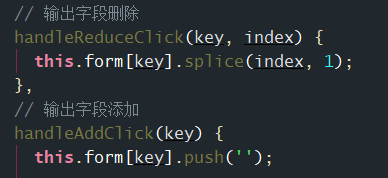 // 输出字段删除
handleReduceClick(key, index) {
this.form[key].splice(index, 1);
},
// 输出字段添加
handleAddClick(key) {
this.form[key].push('');